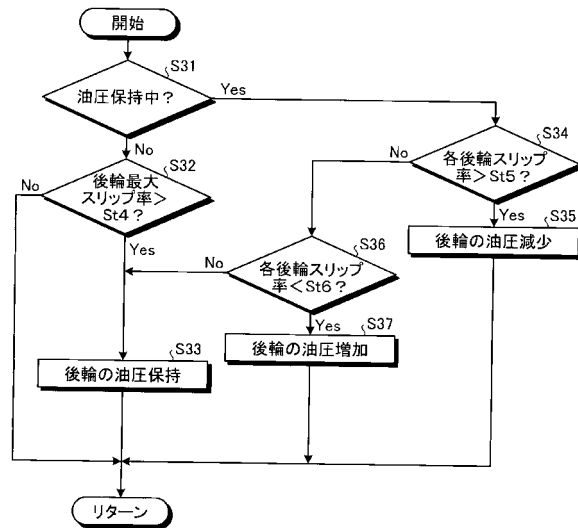 開始
S31
油圧保持中？
Yes
No
S32
後輪最大
スリップ率＞
St4？
No
Yes
S34
各後輪スリップ
率＞St5？
No
Yes
S35
後輪の油圧減少
S36
各後輪スリップ
率＜St6？
No
Yes
S37
後輪の油圧増加
S33
後輪の油圧保持
リターン